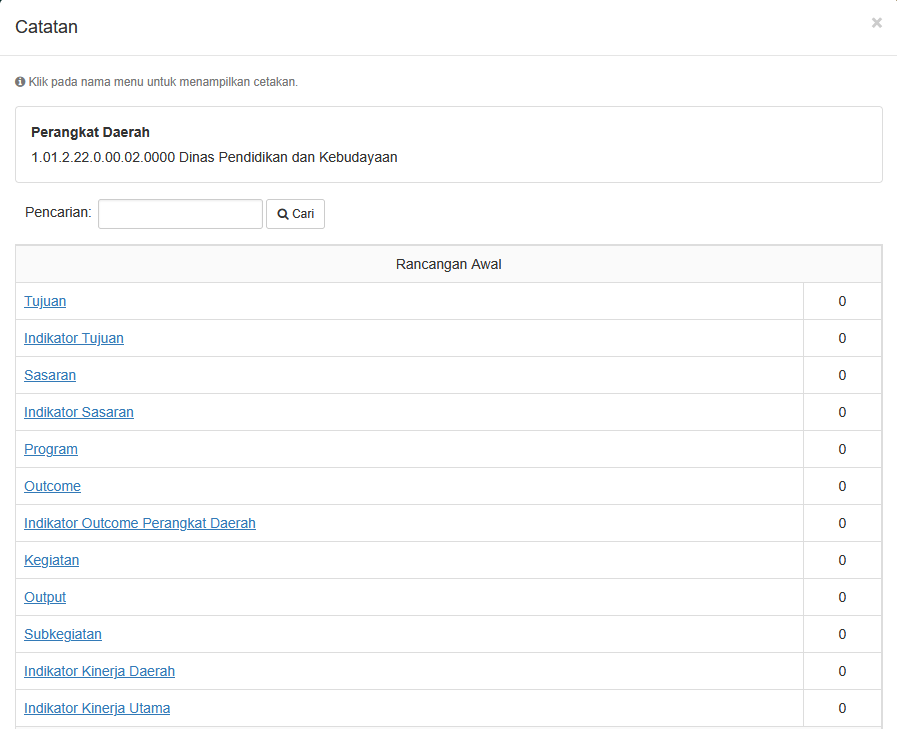 Catatan
×
Klik pada nama menu untuk menampilkan cetakan.
Perangkat Daerah
1.01.2.22.0.00.02.0000 Dinas Pendidikan dan Kebudayaan
Pencarian: Cari
Rancangan Awal
Tujuan 0
Indikator Tujuan 0
Sasaran 0
Indikator Sasaran 0
Program 0
Outcome 0
Indikator Outcome Perangkat Daerah 0
Kegiatan 0
Output 0
Subkegiatan 0
Indikator Kinerja Daerah 0
Indikator Kinerja Utama 0